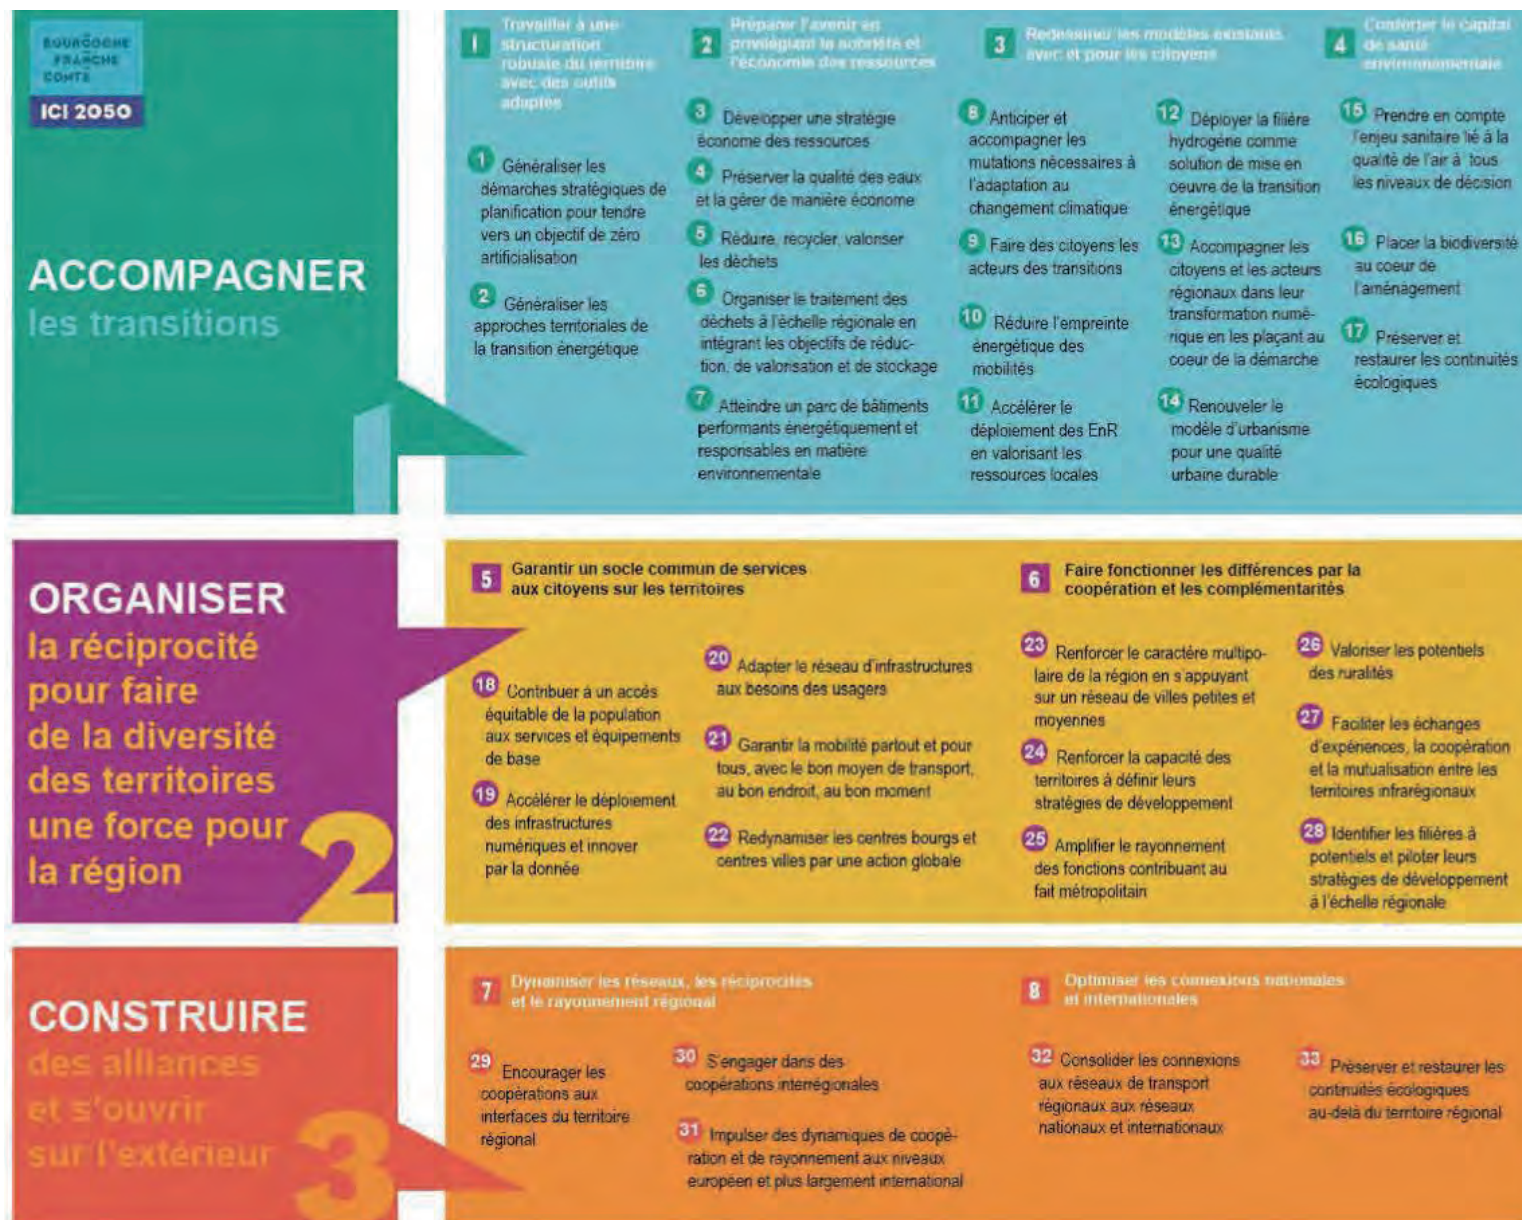 BOURGOGNE
FRANCHE
COMTÉ
ICI 2050
ACCOMPAGNER
les transitions
1
1 Travailler à une
structuration
robuste du territoire
avec des outils
adaptés
1 Généraliser les
démarches stratégiques de
planification pour tendre
vers un objectif de zéro
artificialisation
2 Généraliser les
approches territoriales de
la transition énergétique
2 Préparer l'avenir en
privilégiant la sobriété et
l'économie des ressources
3 Développer une stratégie
économe des ressources
4 Préserver la qualité des eaux
et la gérer de manière économe
5 Réduire, recycler, valoriser
les déchets
6 Organiser le traitement des
déchets à l'échelle régionale en
intégrant les objectifs de réduc-
tion, de valorisation et de stockage
7 Atteindre un parc de bâtiments
performants énergétiquement et
responsables en matière
environnementale
3 Redessiner les modèles existants
avec et pour les citoyens
8 Anticiper et
accompagner les
mutations nécessaires à
l'adaptation au
changement climatique
9 Faire des citoyens les
acteurs des transitions
10 Réduire l'empreinte
énergétique des
mobilités
11 Accélérer le
déploiement des EnR
en valorisant les
ressources locales
12 Déployer la filière
hydrogène comme
solution de mise en
oeuvre de la transition
énergétique
13 Accompagner les
citoyens et les acteurs
régionaux dans leur
transformation numé-
rique en les plaçant au
coeur de la démarche
14 Renouveler le
modèle d'urbanisme
pour une qualité
urbaine durable
4 Conforter le capital
de santé
environnementale
15 Prendre en compte
l'enjeu sanitaire lié à la
qualité de l'air à tous
les niveaux de décision
16 Placer la biodiversité
au coeur de
l'aménagement
17 Préserver et
restaurer les continuités
écologiques
ORGANISER
la réciprocité
pour faire
de la diversité
des territoires
une force pour
la région
2
5 Garantir un socle commun de services
aux citoyens sur les territoires
18 Contribuer à un accès
équitable de la population
aux services et équipements
de base
19 Accélérer le déploiement
des infrastructures
numériques et innover
par la donnée
20 Adapter le réseau d'infrastructures
aux besoins des usagers
21 Garantir la mobilité partout et pour
tous, avec le bon moyen de transport,
au bon endroit, au bon moment
22 Redynamiser les centres bourgs et
centres villes par une action globale
6 Faire fonctionner les différences par la
coopération et les complémentarités
23 Renforcer le caractère multipo-
laire de la région en s'appuyant
sur un réseau de villes petites et
moyennes
24 Renforcer la capacité des
territoires à définir leurs
stratégies de développement
25 Amplifier le rayonnement
des fonctions contribuant au
fait métropolitain
26 Valoriser les potentiels
des ruralités
27 Faciliter les échanges
d'expériences, la coopération
et la mutualisation entre les
territoires infrarégionaux
28 Identifier les filières à
potentiels et piloter leurs
stratégies de développement
à l'échelle régionale
CONSTRUIRE
des alliances
et s'ouvrir
sur l'extérieur
3
7 Dynamiser les réseaux, les réciprocités
et le rayonnement régional
29 Encourager les
coopérations aux
interfaces du territoire
régional
30 S'engager dans des
coopérations interrégionales
31 Impulser des dynamiques de coopé-
ration et de rayonnement aux niveaux
européen et plus largement international
8 Optimiser les connexions nationales
et internationales
32 Consolider les connexions
aux réseaux de transport
régionaux aux réseaux
nationaux et internationaux
33 Préserver et restaurer les
continuités écologiques
au-delà du territoire régional